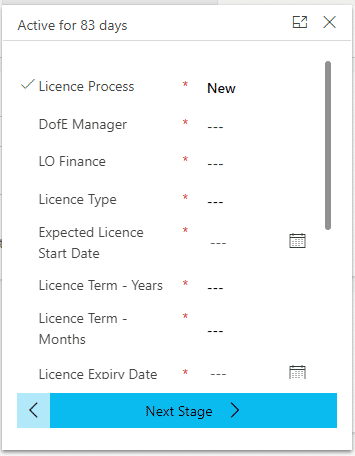 Active for 83 days
Licence Process * New
DofE Manager * ---
LO Finance * ---
Licence Type * ---
Expected Licence * ---
Start Date
Licence Term - Years * ---
Licence Term - * ---
Months
Licence Expiry Date * ---
Next Stage